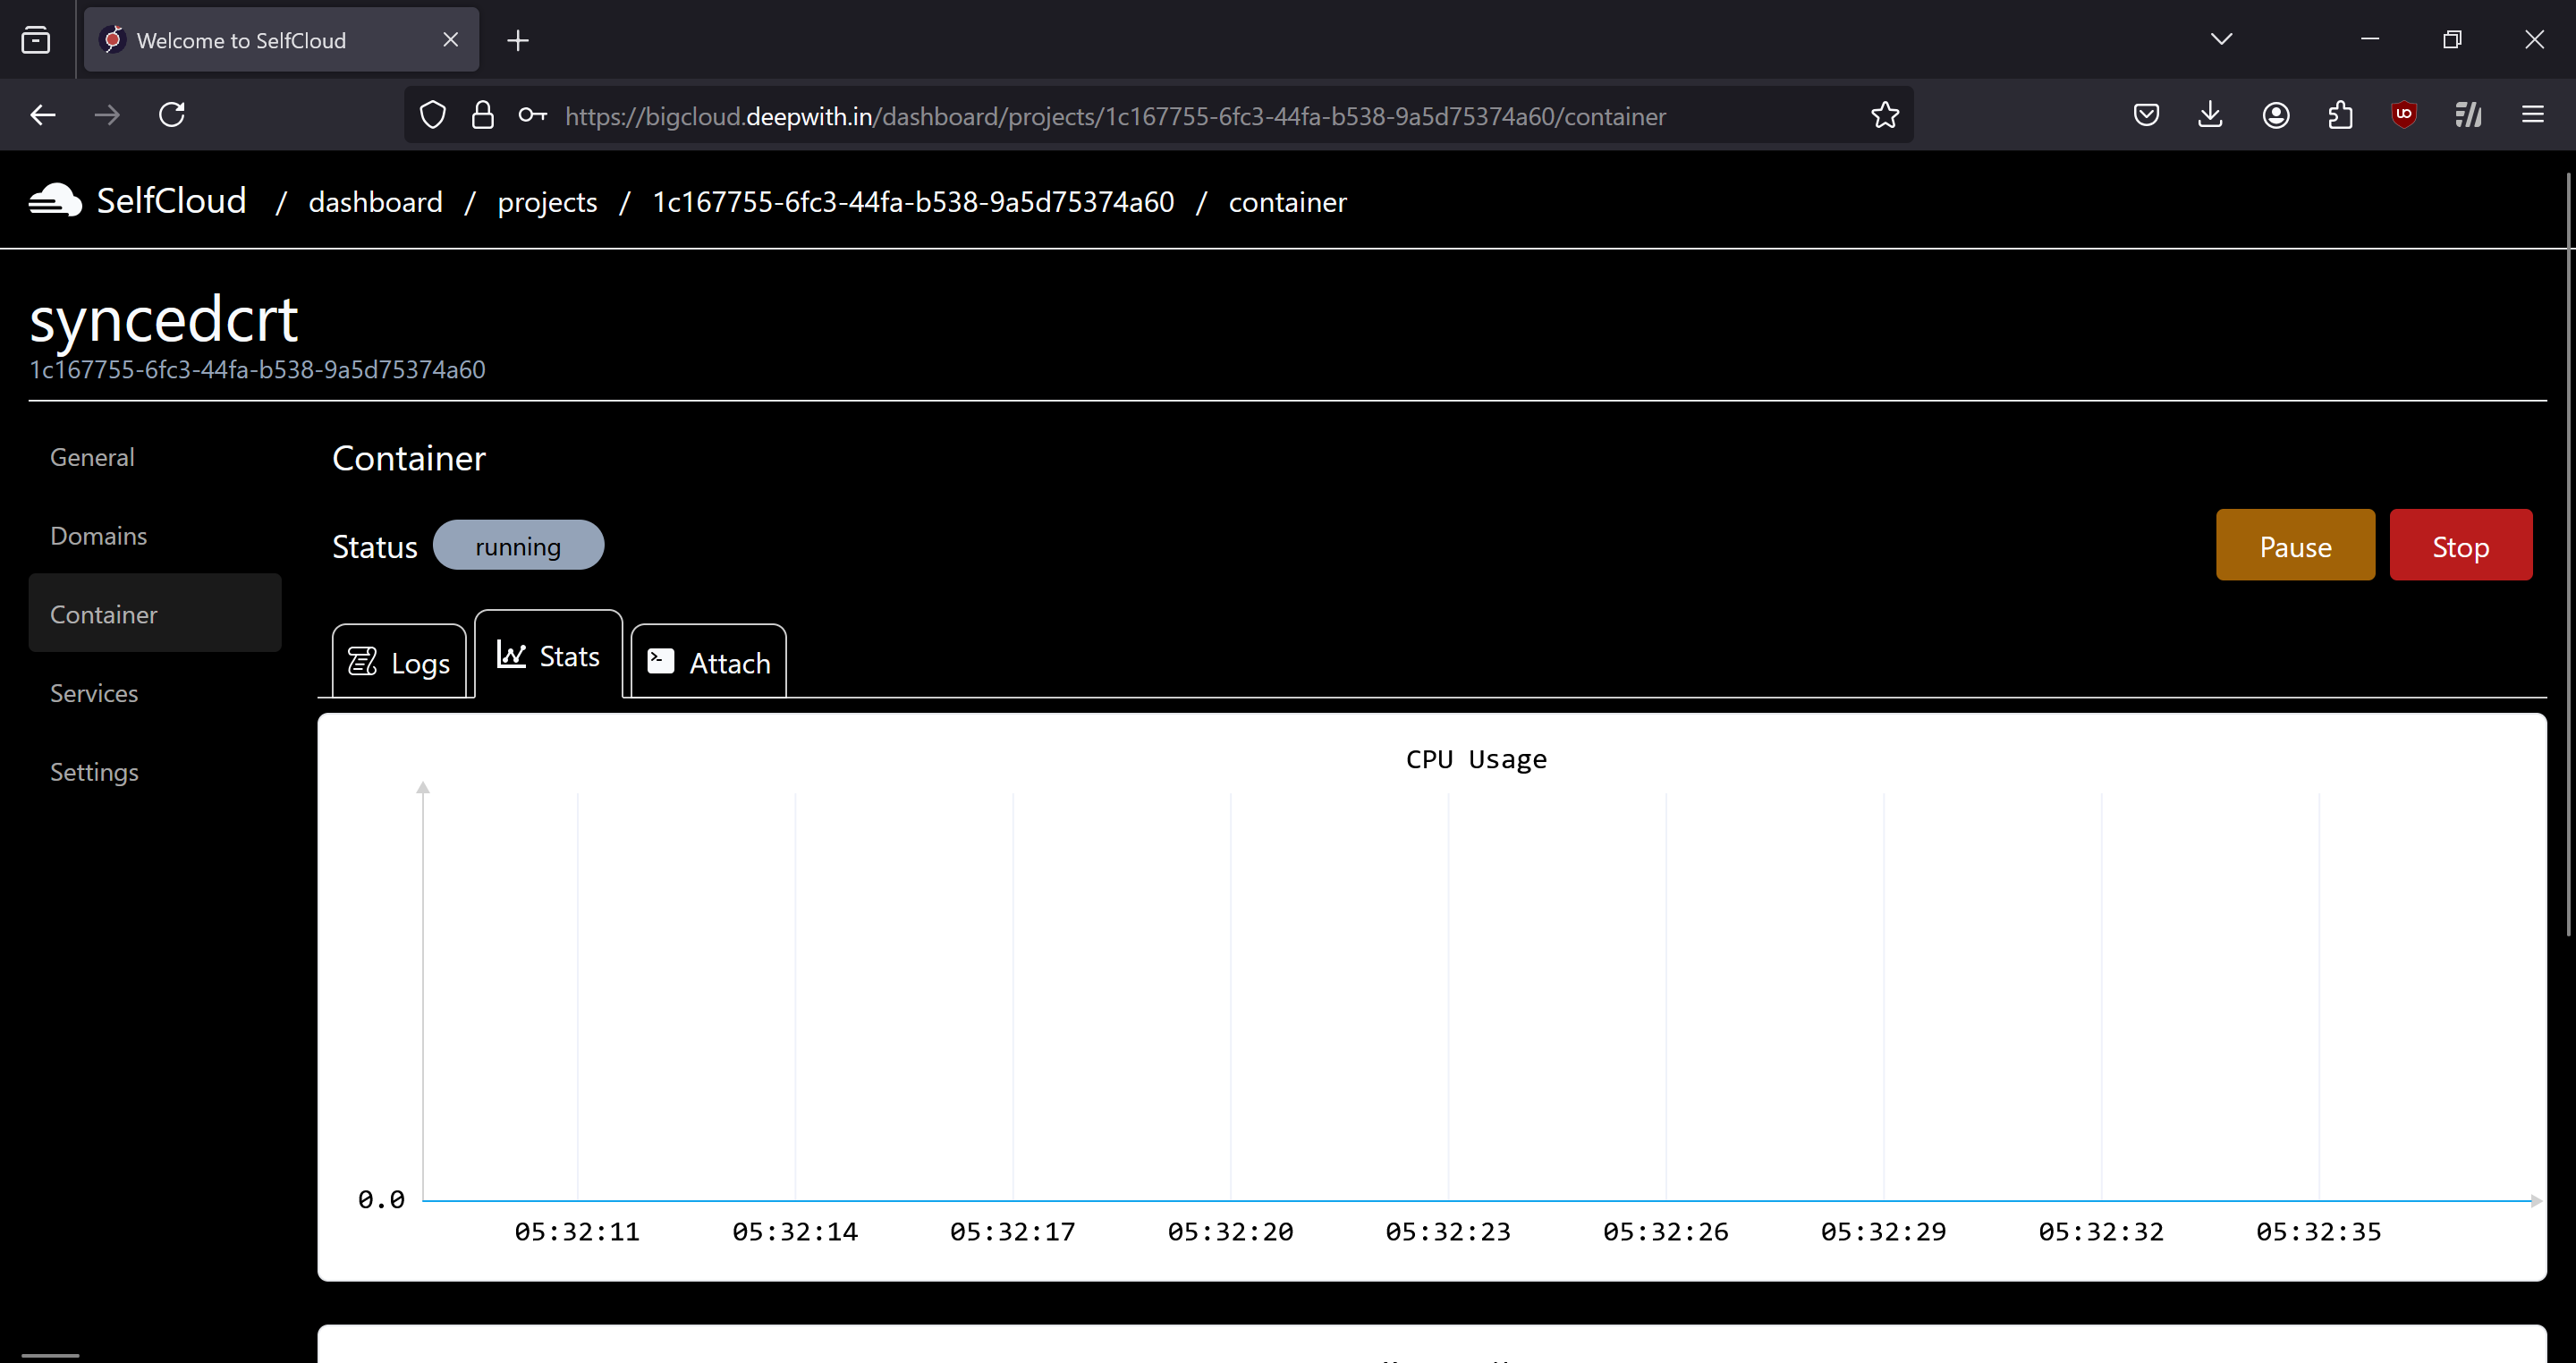 Welcome to SelfCloud
https://bigcloud.deepwith.in/dashboard/projects/1c167755-6fc3-44fa-b538-9a5d75374a60/container
SelfCloud / dashboard / projects / 1c167755-6fc3-44fa-b538-9a5d75374a60 / container
syncedcrt
1c167755-6fc3-44fa-b538-9a5d75374a60
General
Domains
Container
Services
Settings
Container
Status running
Pause Stop
Logs Stats Attach
CPU Usage
0.0
05:32:11 05:32:14 05:32:17 05:32:20 05:32:23 05:32:26 05:32:29 05:32:32 05:32:35